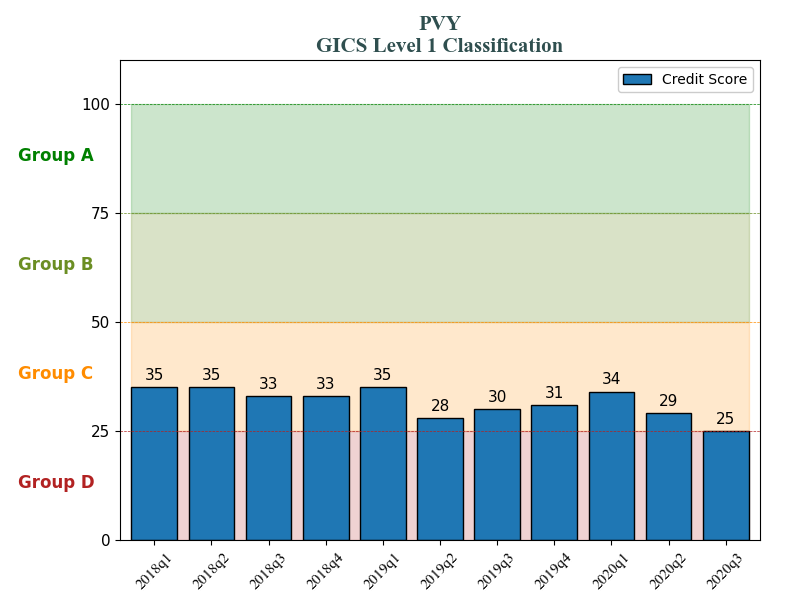 PVY
GICS Level 1 Classification
Credit Score
100
Group A
75
Group B
50
Group C
35 35 33 33 35 28 30 31 34 29 25
25
Group D
0
2018q1 2018q2 2018q3 2018q4 2019q1 2019q2 2019q3 2019q4 2020q1 2020q2 2020q3